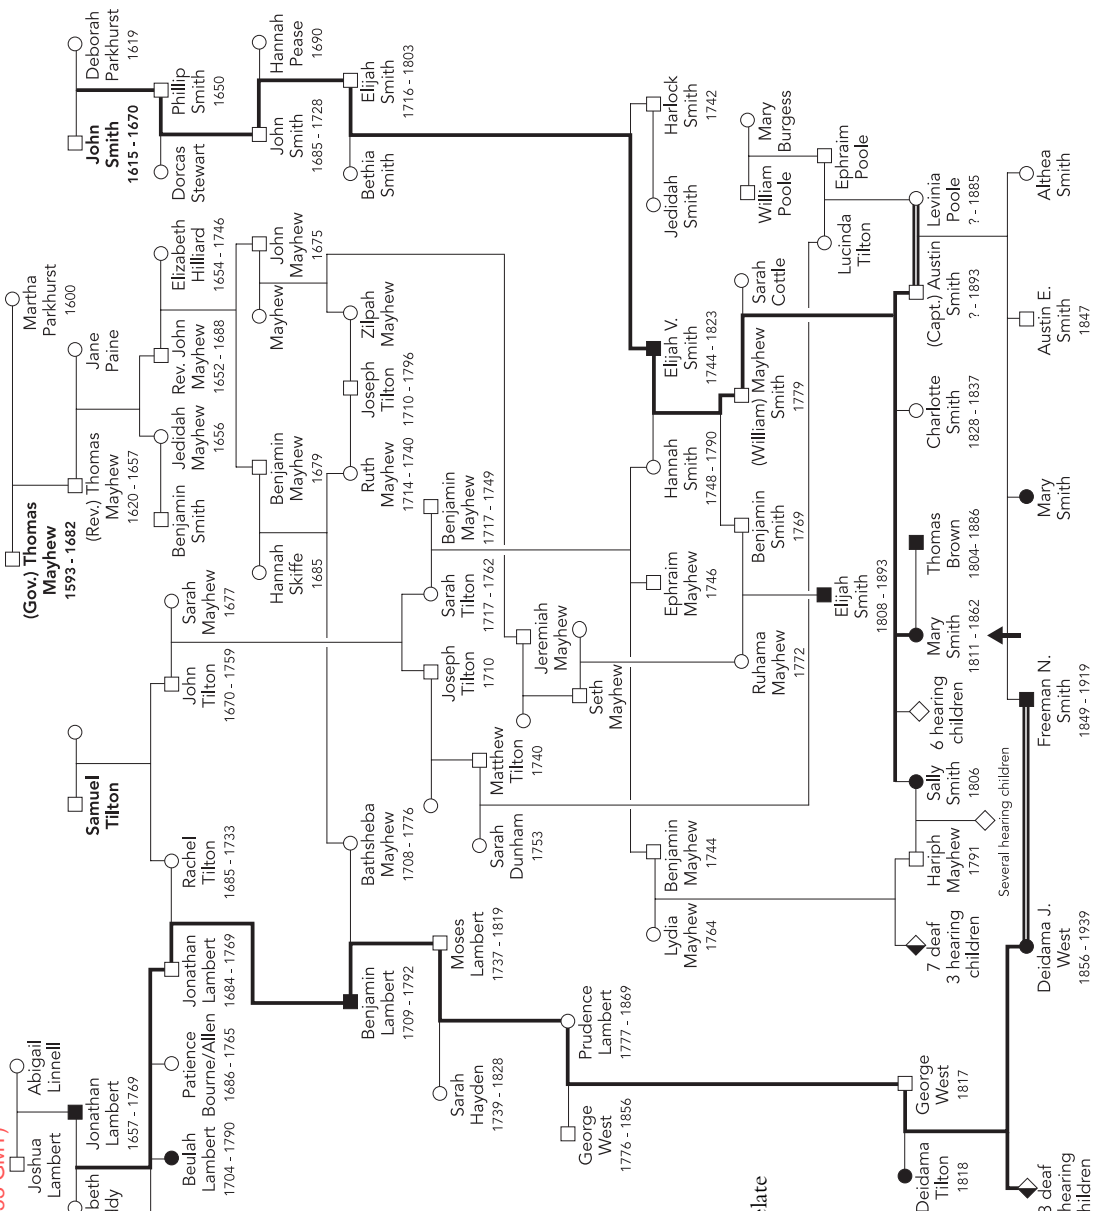 Deborah
Parkhurst
1619
John
Smith
1615 - 1670
Phillip
Smith
1650
Dorcas
Stewart
Hannah
Pease
1690
John
Smith
1685 - 1728
Elijah
Smith
1716 - 1803
Bethia
Smith
Harlock
Smith
1742
Jedidah
Smith
Mary
Burgess
William
Poole
Ephraim
Poole
Lucinda
Tilton
Levinia
Poole
? - 1885
(Capt.) Austin
Smith
? - 1893
Althea
Smith
Austin E.
Smith
1847
Martha
Parkhurst
1600
(Gov.) Thomas
Mayhew
1593 - 1682
Jane
Paine
(Rev.) Thomas
Mayhew
1620 - 1657
Elizabeth
Hilliard
1654 - 1746
Rev. John
Mayhew
1652 - 1688
Jedidah
Mayhew
1656
Benjamin
Smith
John
Mayhew
1675
Mayhew
Benjamin
Mayhew
1679
Hannah
Skiffe
1685
Zilpah
Mayhew
Joseph
Tilton
1710 - 1796
Ruth
Mayhew
1714 - 1740
Benjamin
Mayhew
1717 - 1749
Sarah
Tilton
1717 - 1762
Joseph
Tilton
1710
Jeremiah
Mayhew
Seth
Mayhew
Matthew
Tilton
1740
Sarah
Dunham
1753
Elijah V.
Smith
1744 - 1823
Hannah
Smith
1748 - 1790
Ephraim
Mayhew
1746
Sarah
Cottle
(William) Mayhew
Smith
1779
Benjamin
Smith
1769
Ruhama
Mayhew
1772
Elijah
Smith
1808 - 1893
Charlotte
Smith
1828 - 1837
Thomas
Brown
1804- 1886
Mary
Smith
1811 - 1862
6 hearing
children
Sally
Smith
1806
Mary
Smith
Freeman N.
Smith
1849 - 1919
Several hearing children
Samuel
Tilton
Sarah
Mayhew
1677
John
Tilton
1670 - 1759
Rachel
Tilton
1685 - 1733
Bathsheba
Mayhew
1708 - 1776
Benjamin
Mayhew
1744
Lydia
Mayhew
1764
Hariph
Mayhew
1791
7 deaf
3 hearing
children
Deidama J.
West
1856 - 1939
Abigail
Linnell
Joshua
Lambert
Jonathan
Lambert
1657 - 1769
Jonathan
Lambert
1684 - 1769
Patience
Bourne/Allen
1686 - 1765
Beulah
Lambert
1704 - 1790
Benjamin
Lambert
1709 - 1792
Moses
Lambert
1737 - 1819
Sarah
Hayden
1739 - 1828
Prudence
Lambert
1777 - 1869
George
West
1776 - 1856
George
West
1817
Deidama
Tilton
1818
deaf
hearing